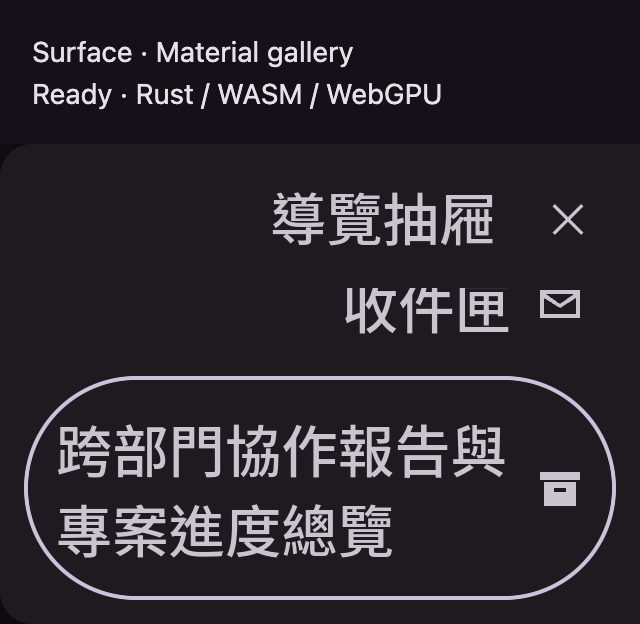 Surface · Material gallery
Ready · Rust / WASM / WebGPU
導覽抽屜
收件匣
跨部門協作報告與
專案進度總覽